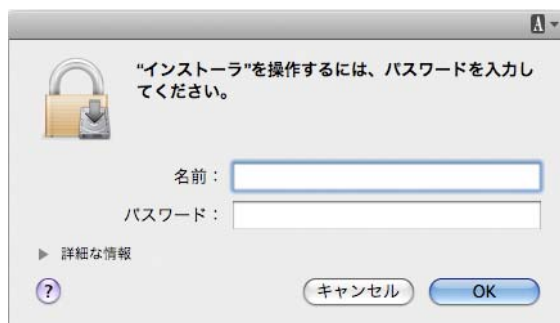 A
“インストーラ”を操作するには、パスワードを入力し
てください。
名前：
パスワード：
詳細な情報
?
キャンセル
OK